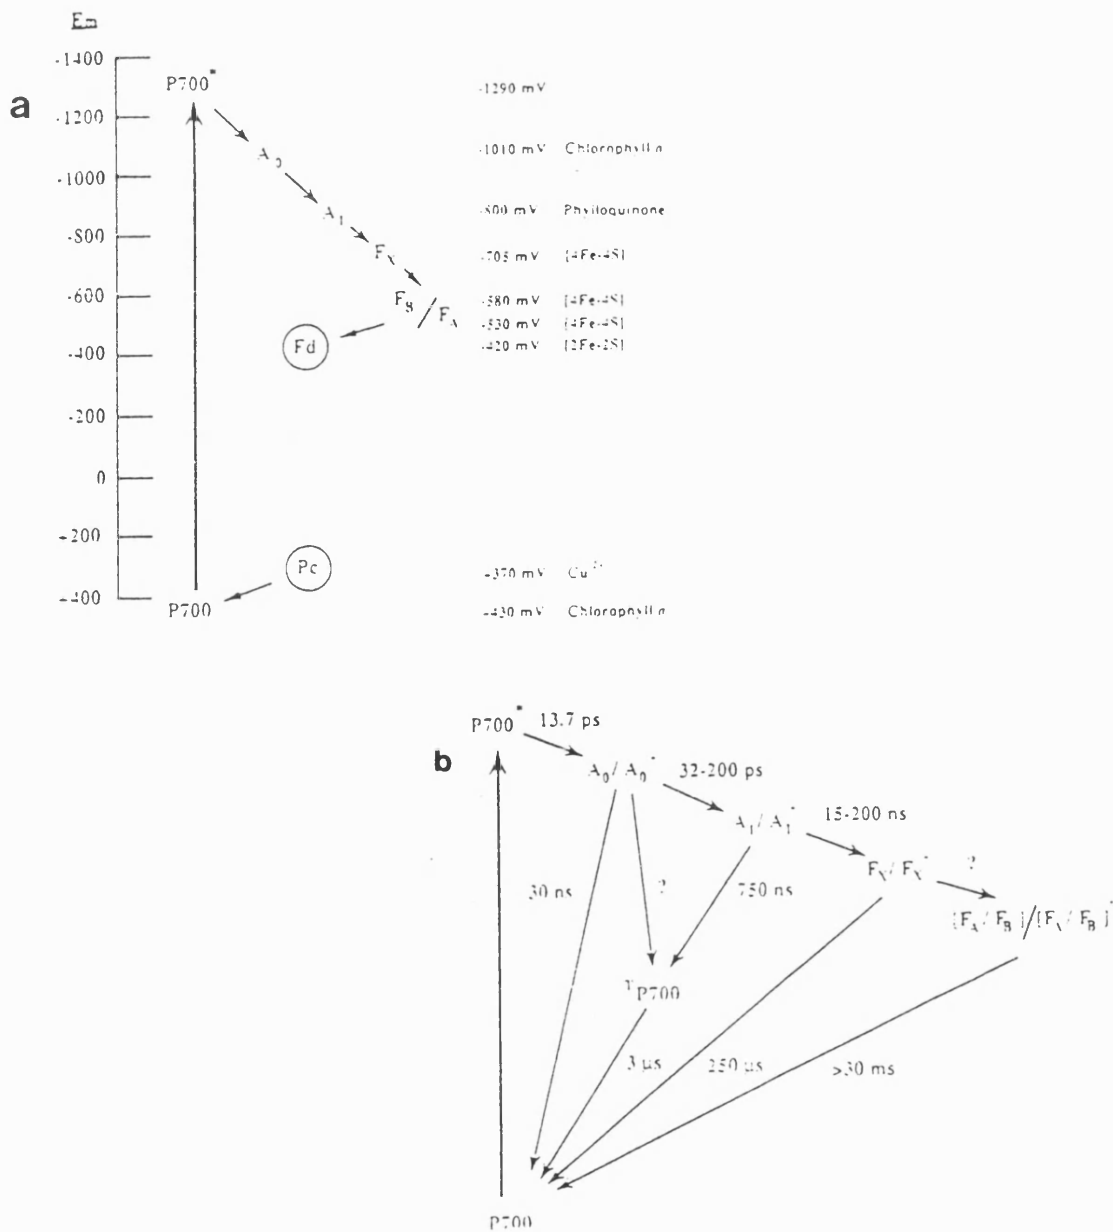 Em
a
-1400
-1200
-1000
-800
-600
-400
-200
0
+200
+400
P700*
A0
A1
FX
FB / FA
Fd
Pc
P700
-1290 mV
-1010 mV Chlorophyll a
-800 mV Phylloquinone
-705 mV [4Fe-4S]
-580 mV [4Fe-4S]
-530 mV [4Fe-4S]
-420 mV [2Fe-2S]
+370 mV Cu2+
+430 mV Chlorophyll a
b
P700* 13.7 ps
A0/ A0- 32-200 ps
A1/ A1- 15-200 ns
FX/ FX- ?
[FA/ FB]/[FA/ FB]-
30 ns ? 750 ns
TP700
3 µs 250 µs >30 ms
P700